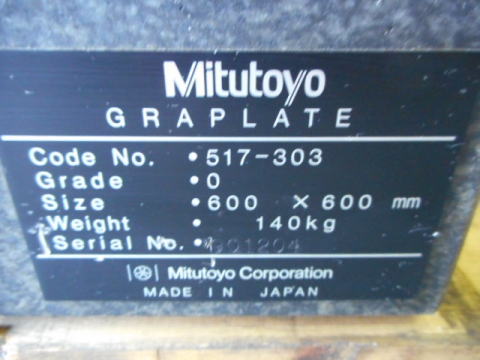 Mitutoyo
GRAPLATE
Code No. • 517-303
Grade • 0
Size • 600 × 600 mm
Weight • 140kg
Serial No. • 001204
Mitutoyo Corporation
MADE IN JAPAN